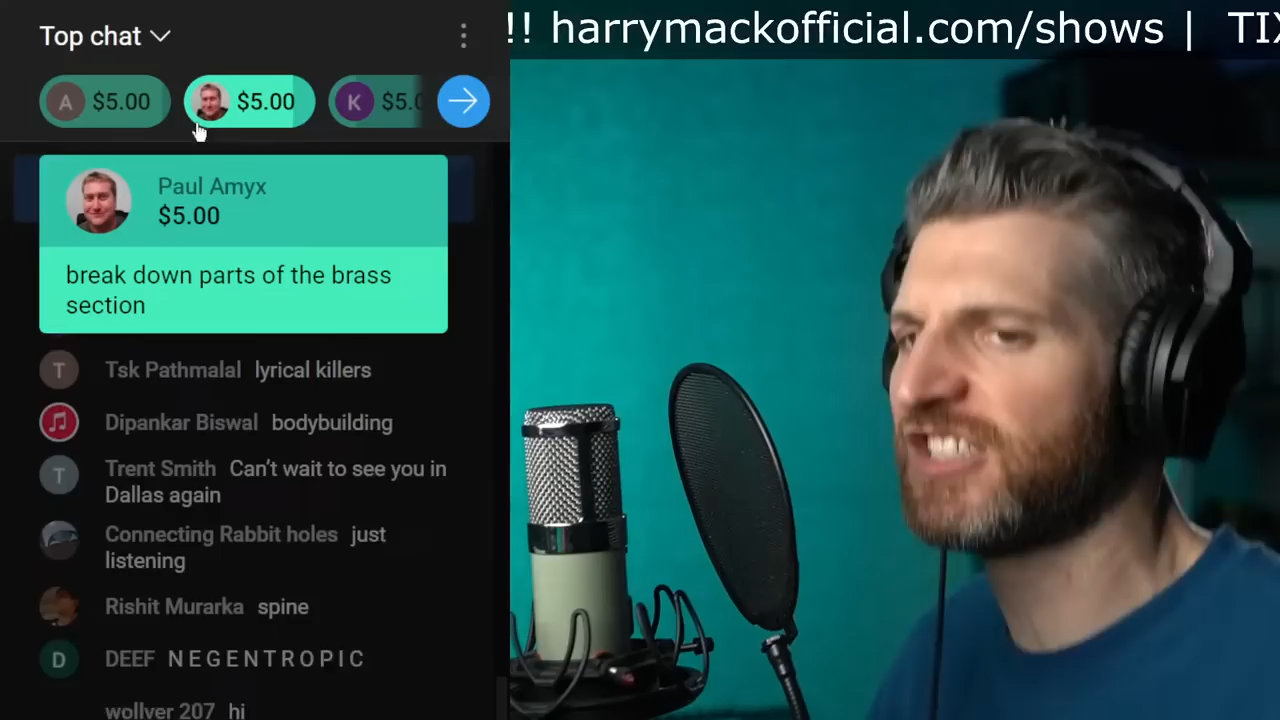 !! harrymackofficial.com/shows | TIX
Top chat
A $5.00
$5.00
K $5.0
Paul Amyx
$5.00
break down parts of the brass
section
T Tsk Pathmalal lyrical killers
Dipankar Biswal bodybuilding
T Trent Smith Can't wait to see you in
Dallas again
Connecting Rabbit holes just
listening
Rishit Murarka spine
D DEEF N E G E N T R O P I C
wollver 207 hi